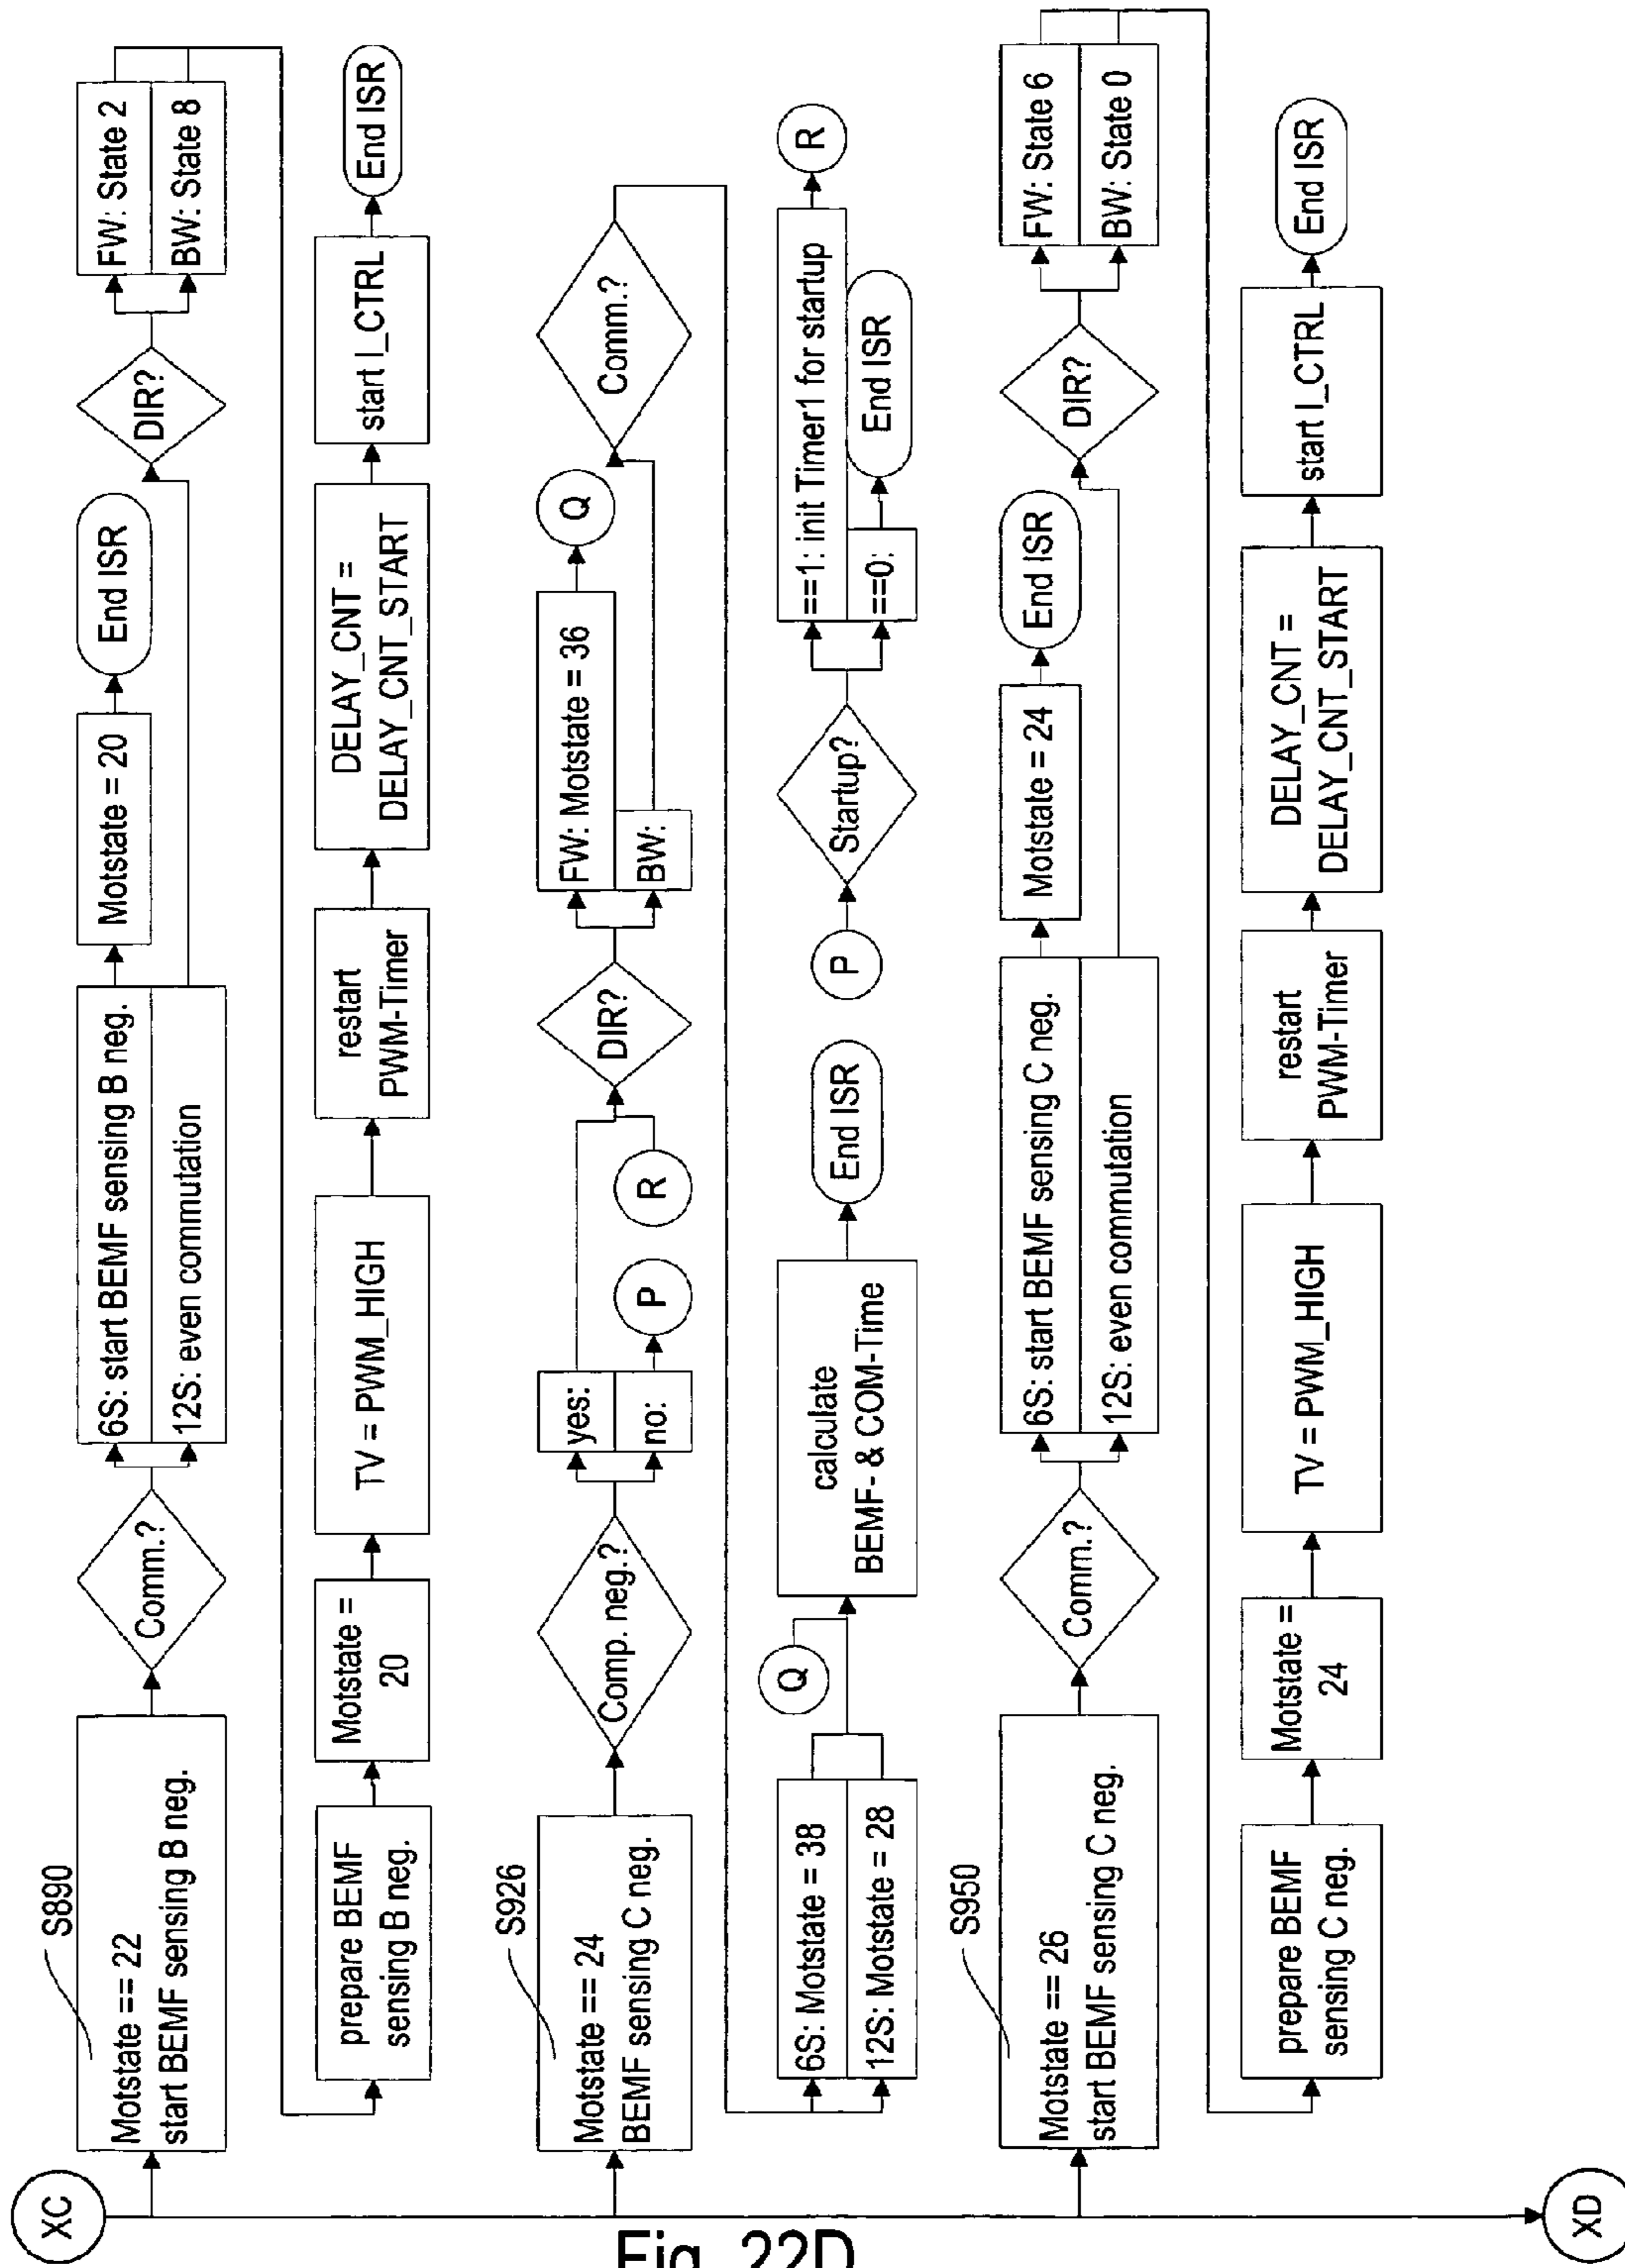 XC
S890
Motstate == 22
start BEMF sensing B neg.
Comm.?
6S: start BEMF sensing B neg.
12S: even commutation
Motstate = 20
End ISR
DIR?
FW: State 2
BW: State 8
prepare BEMF
sensing B neg.
Motstate =
20
TV = PWM_HIGH
restart
PWM-Timer
DELAY_CNT =
DELAY_CNT_START
start I_CTRL
End ISR
S926
Motstate == 24
BEMF sensing C neg.
Comp. neg.?
yes:
no:
P
R
DIR?
FW: Motstate = 36
BW:
Q
Comm.?
6S: Motstate = 38
12S: Motstate = 28
Q
calculate
BEMF- & COM-Time
End ISR
P
Startup?
==1: init Timer1 for startup
==0:
R
End ISR
S950
Motstate == 26
start BEMF sensing C neg.
Comm.?
6S: start BEMF sensing C neg.
12S: even commutation
Motstate = 24
End ISR
DIR?
FW: State 6
BW: State 0
prepare BEMF
sensing C neg.
Motstate =
24
TV = PWM_HIGH
restart
PWM-Timer
DELAY_CNT =
DELAY_CNT_START
start I_CTRL
End ISR
XD
Fig. 22D